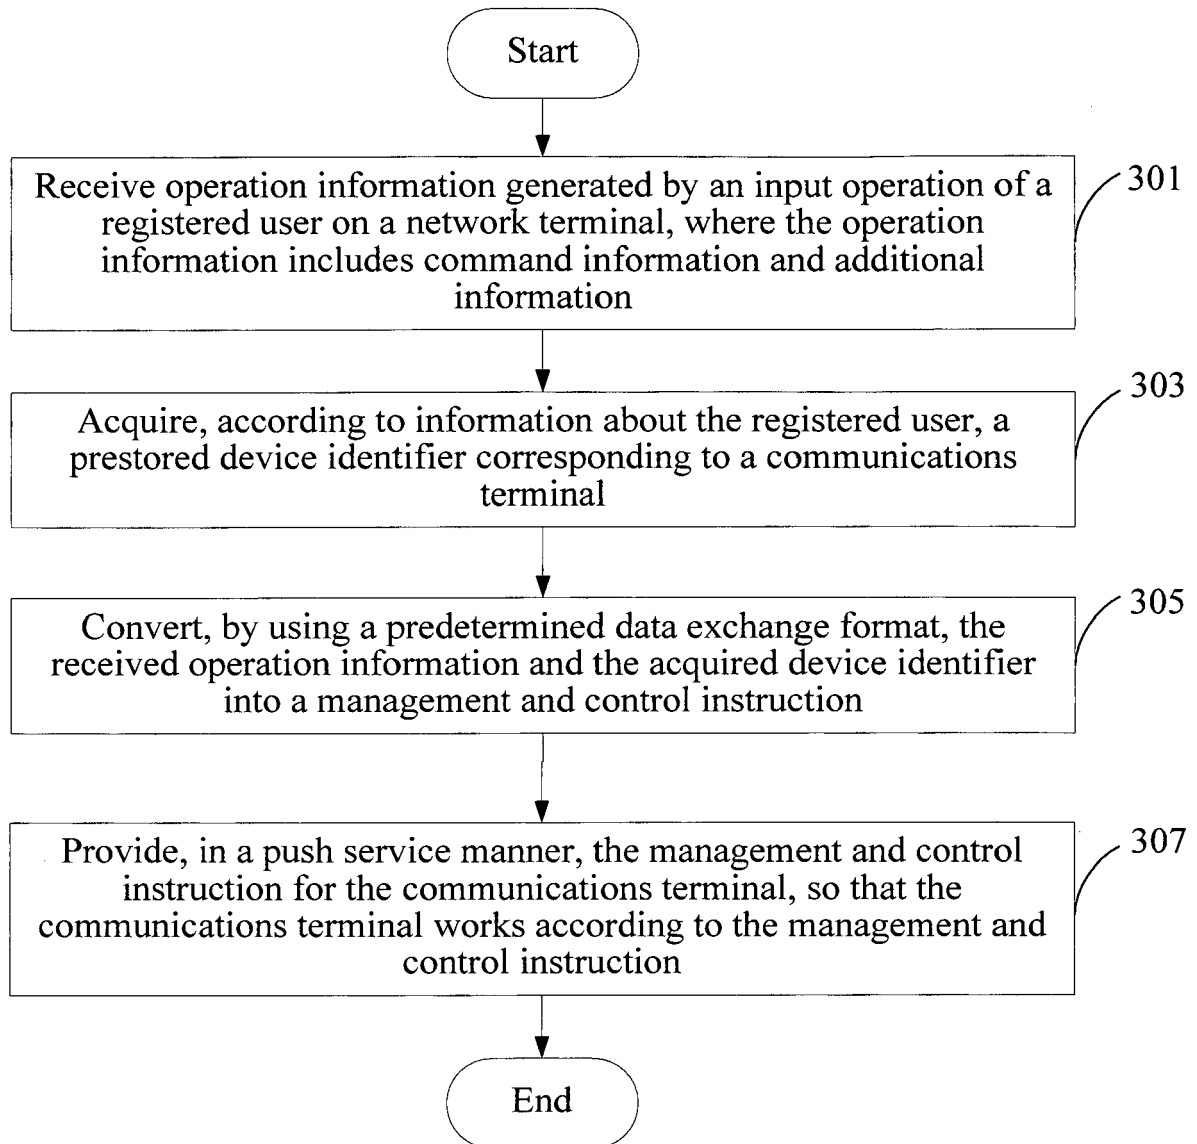 Start
Receive operation information generated by an input operation of a
registered user on a network terminal, where the operation
information includes command information and additional
information
301
Acquire, according to information about the registered user, a
prestored device identifier corresponding to a communications
terminal
303
Convert, by using a predetermined data exchange format, the
received operation information and the acquired device identifier
into a management and control instruction
305
Provide, in a push service manner, the management and control
instruction for the communications terminal, so that the
communications terminal works according to the management and
control instruction
307
End